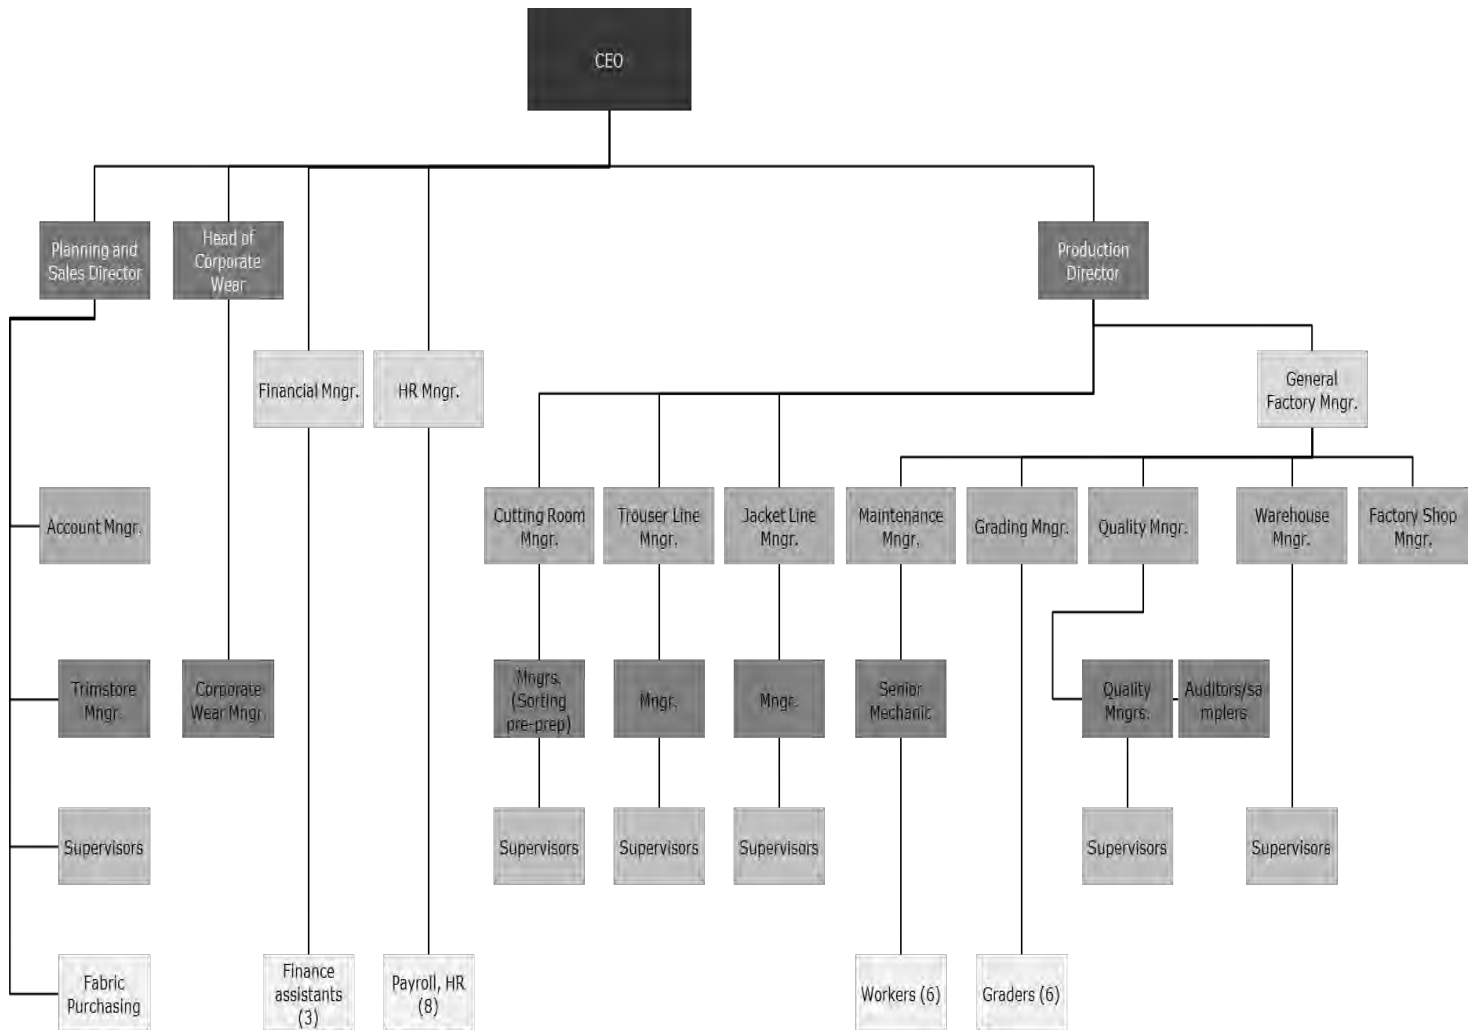 CEO
Planning and
Sales Director
Head of
Corporate
Wear
Production
Director
Financial Mngr.
HR Mngr.
General
Factory Mngr.
Account Mngr.
Cutting Room
Mngr.
Trouser Line
Mngr.
Jacket Line
Mngr.
Maintenance
Mngr.
Grading Mngr.
Quality Mngr.
Warehouse
Mngr.
Factory Shop
Mngr.
Trimstore
Mngr.
Corporate
Wear Mngr.
Mngrs.
(Sorting
pre-prep)
Mngr.
Mngr.
Senior
Mechanic
Quality
Mngrs.
Auditors/sa
mplers
Supervisors
Supervisors
Supervisors
Supervisors
Supervisors
Supervisors
Fabric
Purchasing
Finance
assistants
(3)
Payroll, HR
(8)
Workers (6)
Graders (6)